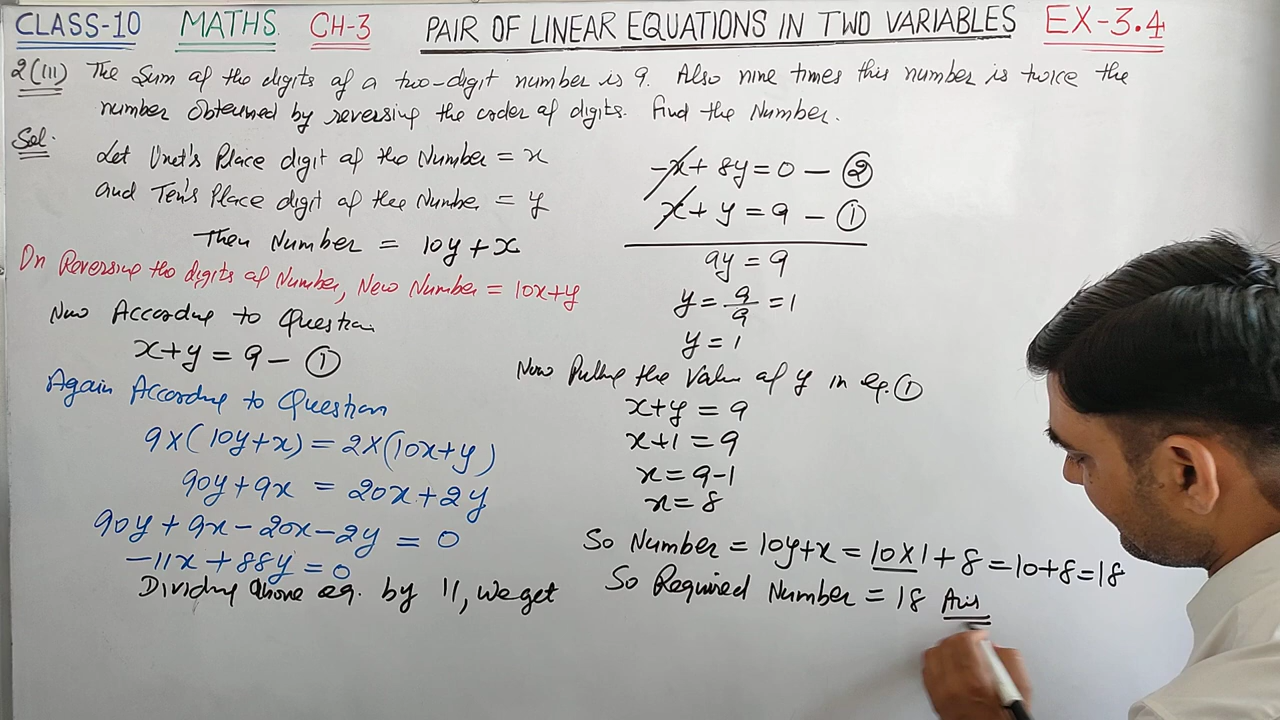 CLASS-10 MATHS CH-3 PAIR OF LINEAR EQUATIONS IN TWO VARIABLES EX-3.4
2(III) The Sum of the digits of a two-digit number is 9. Also nine times this number is twice the
number obtained by reversing the order of digits. Find the Number.
Sol.
Let Unit's Place digit of the Number = x
and Ten's Place digit of the Number = y
Then Number = 10y+x
On Reversing the digits of Number, New Number = 10x+y
Now According to Question
x+y = 9 - ①
Again According to Question
9×(10y+x) = 2×(10x+y)
90y+9x = 20x+2y
90y+9x-20x-2y = 0
-11x+88y=0
Dividing above eq. by 11, we get
-x+8y=0 - ②
x+y=9 - ①
9y = 9
y = 9/9 = 1
y = 1
Now Putting the Value of y in eq. ①
x+y = 9
x+1 = 9
x = 9-1
x = 8
So Number = 10y+x = 10×1+8 = 10+8=18
So Required Number = 18 Ans